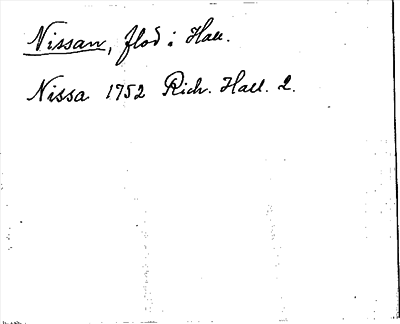 Nissan, flod i Hall.
Nissa 1752 Rich. Hall. 2.